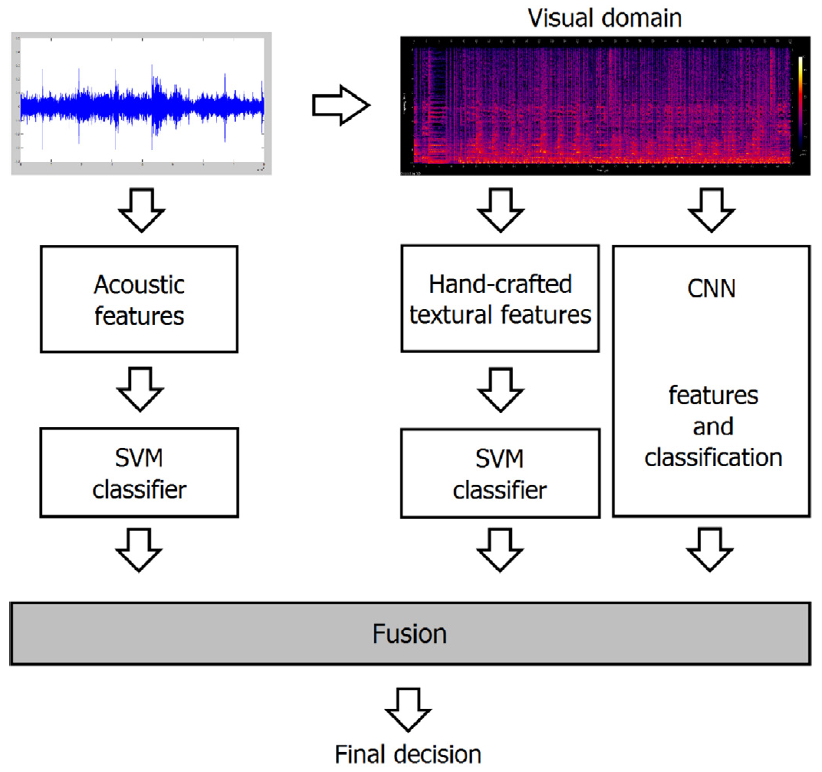 Visual domain
Acoustic
features
Hand-crafted
textural features
CNN
features
and
classification
SVM
classifier
SVM
classifier
Fusion
Final decision